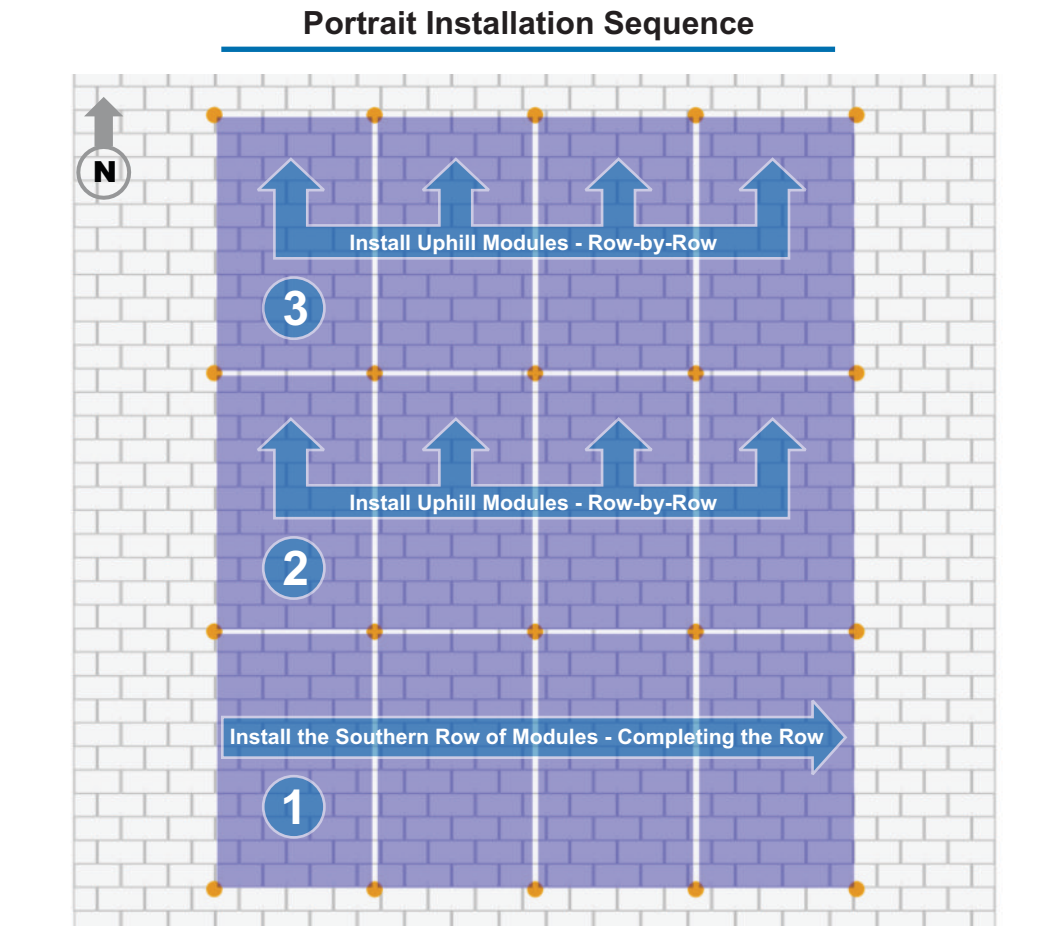 Portrait Installation Sequence
N
Install Uphill Modules - Row-by-Row
3
Install Uphill Modules - Row-by-Row
2
Install the Southern Row of Modules - Completing the Row
1